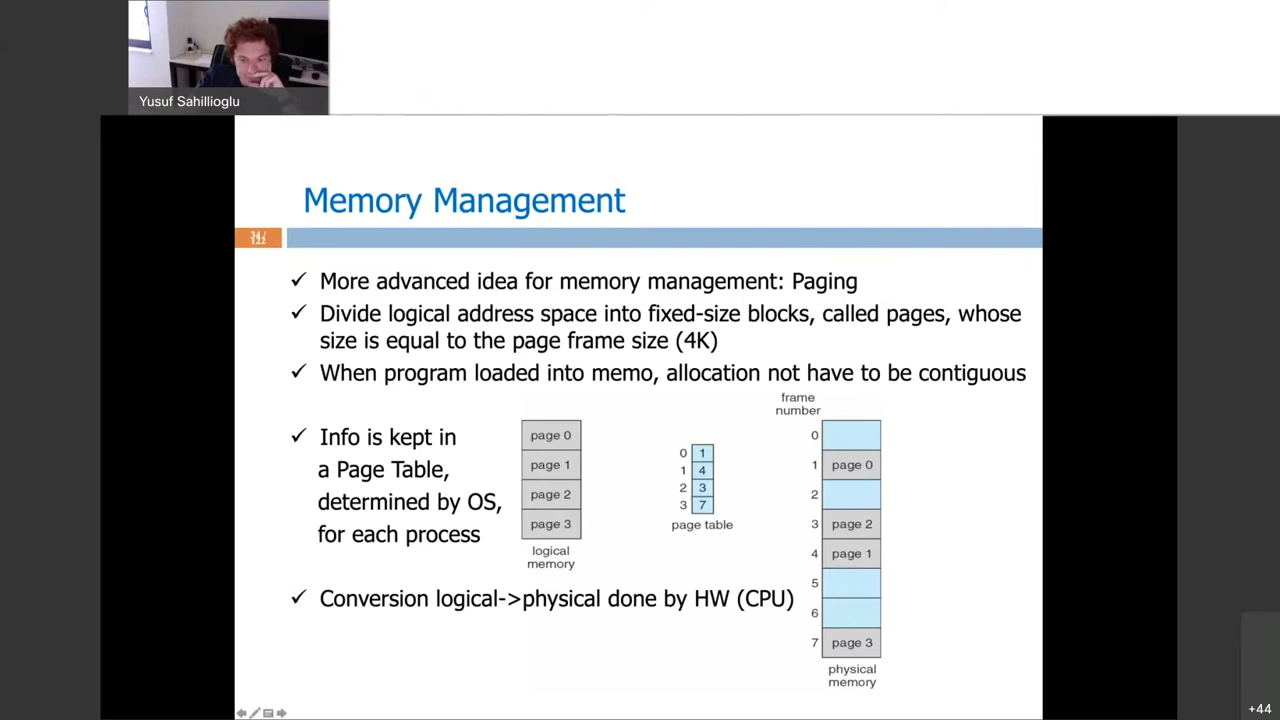 Yusuf Sahillioglu
Memory Management
34 /
122
✓ More advanced idea for memory management: Paging
✓ Divide logical address space into fixed-size blocks, called pages, whose
size is equal to the page frame size (4K)
✓ When program loaded into memo, allocation not have to be contiguous
✓ Info is kept in
a Page Table,
determined by OS,
for each process
page 0
page 1
page 2
page 3
logical
memory
0 1
1 4
2 3
3 7
page table
frame
number
0
1 page 0
2
3 page 2
4 page 1
5
6
7 page 3
physical
memory
✓ Conversion logical->physical done by HW (CPU)
+44